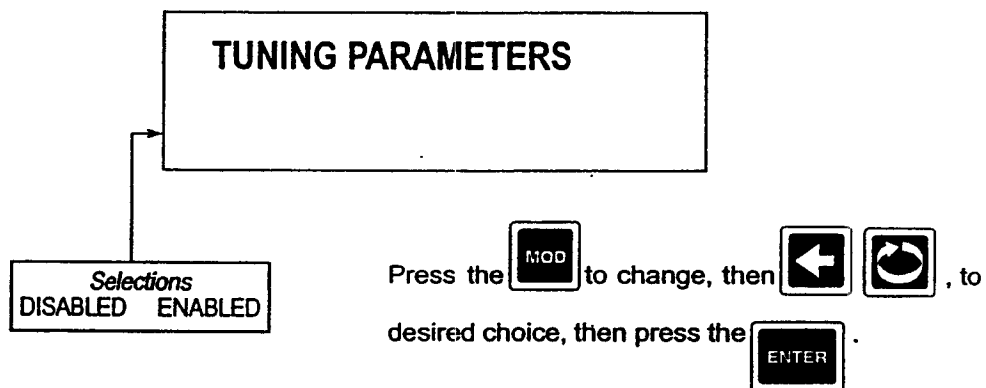 TUNING PARAMETERS
Selections
DISABLED ENABLED
Press the MOD to change, then , to
desired choice, then press the ENTER .